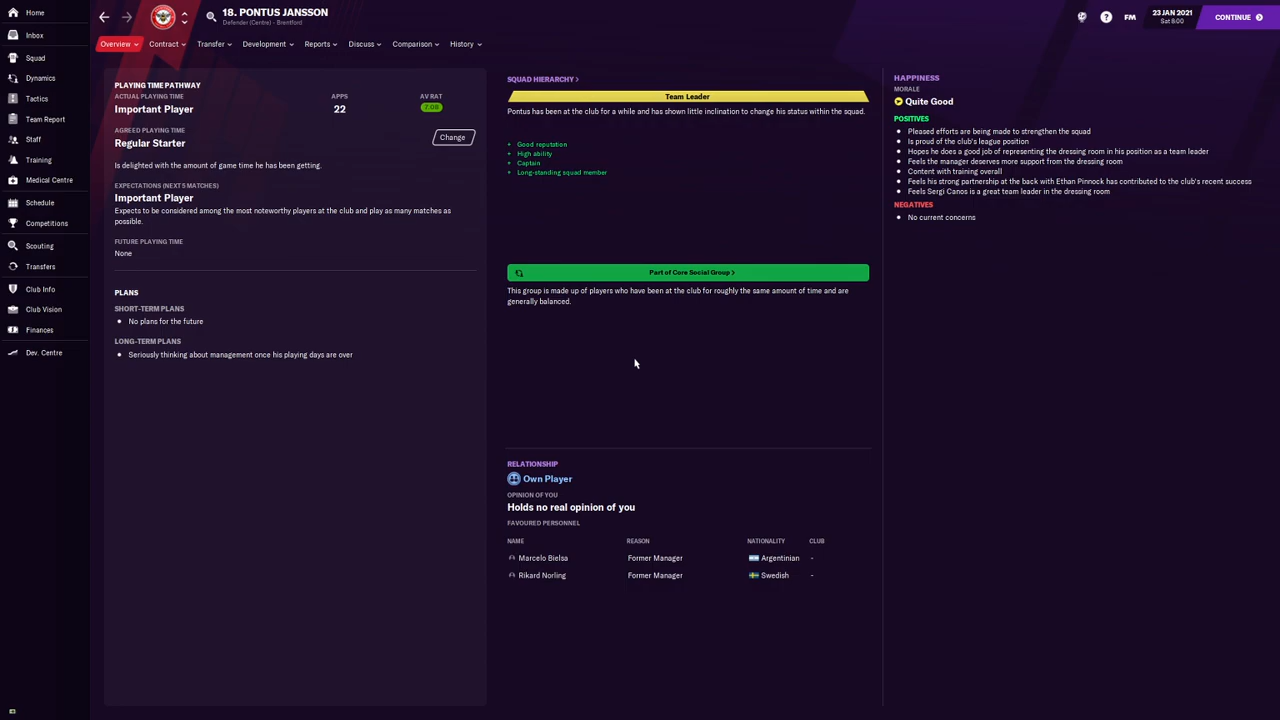 Home
Inbox
Squad
Dynamics
Tactics
Team Report
Staff
Training
Medical Centre
Schedule
Competitions
Scouting
Transfers
Club Info
Club Vision
Finances
Dev. Centre
18. PONTUS JANSSON
Defender (Centre) - Brentford
23 JAN 2021
Sat 8:00
FM
CONTINUE
Overview
Contract
Transfer
Development
Reports
Discuss
Comparison
History
PLAYING TIME PATHWAY
ACTUAL PLAYING TIME APPS AV RAT
Important Player 22 7.08
AGREED PLAYING TIME
Regular Starter
Change
Is delighted with the amount of game time he has been getting.
EXPECTATIONS (NEXT 5 MATCHES)
Important Player
Expects to be considered among the most noteworthy players at the club and play as many matches as
possible.
FUTURE PLAYING TIME
None
PLANS
SHORT-TERM PLANS
No plans for the future
LONG-TERM PLANS
Seriously thinking about management once his playing days are over
SQUAD HIERARCHY >
Team Leader
Pontus has been at the club for a while and has shown little inclination to change his status within the squad.
+ Good reputation
+ High ability
+ Captain
+ Long-standing squad member
Part of Core Social Group >
This group is made up of players who have been at the club for roughly the same amount of time and are
generally balanced.
RELATIONSHIP
Own Player
OPINION OF YOU
Holds no real opinion of you
FAVOURED PERSONNEL
NAME REASON NATIONALITY CLUB
Marcelo Bielsa Former Manager Argentinian -
Rikard Norling Former Manager Swedish -
HAPPINESS
MORALE
Quite Good
POSITIVES
Pleased efforts are being made to strengthen the squad
Is proud of the club's league position
Hopes he does a good job of representing the dressing room in his position as a team leader
Feels the manager deserves more support from the dressing room
Content with training overall
Feels his strong partnership at the back with Ethan Pinnock has contributed to the club's recent success
Feels Sergi Canos is a great team leader in the dressing room
NEGATIVES
No current concerns